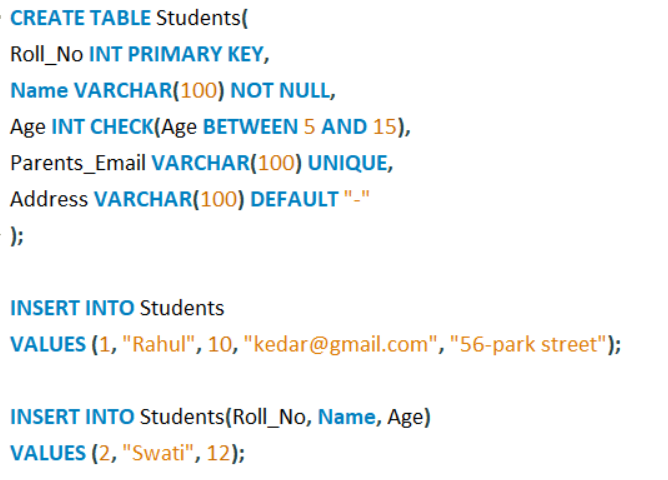 CREATE TABLE Students(
Roll_No INT PRIMARY KEY,
Name VARCHAR(100) NOT NULL,
Age INT CHECK(Age BETWEEN 5 AND 15),
Parents_Email VARCHAR(100) UNIQUE,
Address VARCHAR(100) DEFAULT "-"
);
INSERT INTO Students
VALUES (1, "Rahul", 10, "kedar@gmail.com", "56-park street");
INSERT INTO Students(Roll_No, Name, Age)
VALUES (2, "Swati", 12);